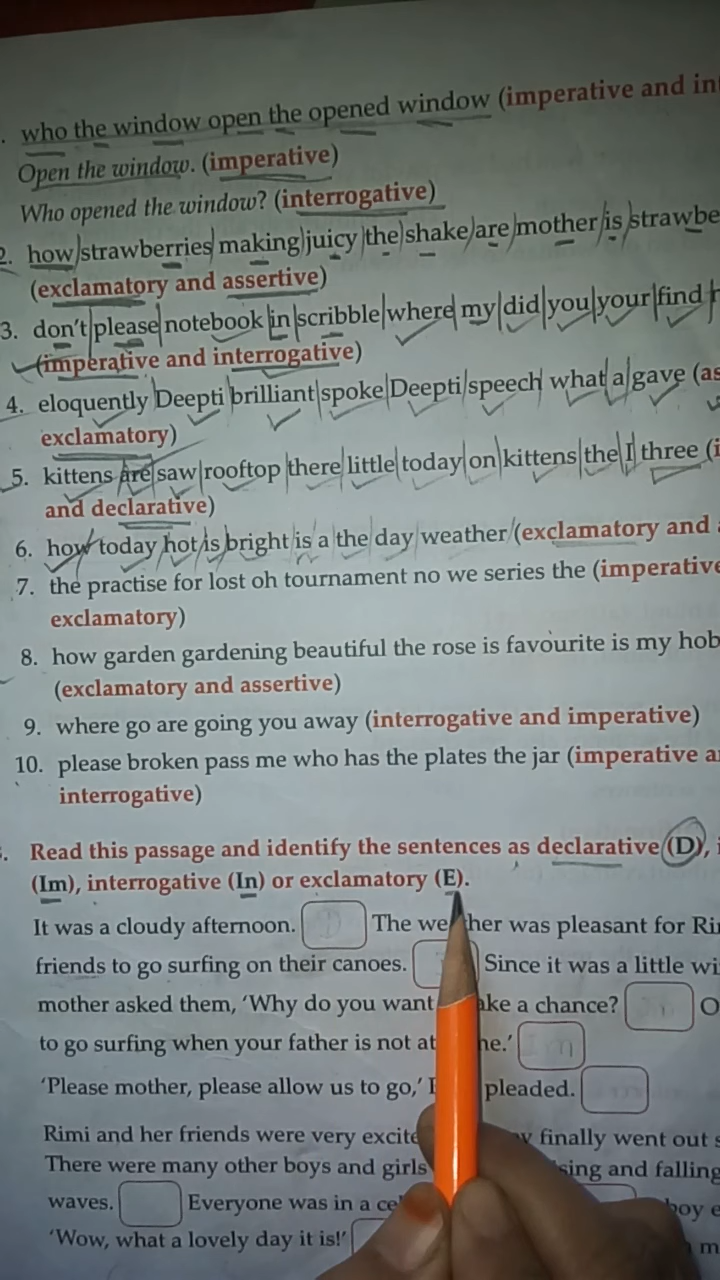 who the window open the opened window (imperative and in
Open the window. (imperative)
Who opened the window? (interrogative)
2. how strawberries making juicy the shake are mother is strawbe
(exclamatory and assertive)
3. don't please notebook in scribble where my did you your find
(imperative and interrogative)
4. eloquently Deepti brilliant spoke Deepti speech what a gave (as
exclamatory)
5. kittens are saw rooftop there little today on kittens the I three (i
and declarative)
6. how today hot is bright is a the day weather (exclamatory and
7. the practise for lost oh tournament no we series the (imperative
exclamatory)
8. how garden gardening beautiful the rose is favourite is my hob
(exclamatory and assertive)
9. where go are going you away (interrogative and imperative)
10. please broken pass me who has the plates the jar (imperative a
interrogative)
Read this passage and identify the sentences as declarative (D),
(Im), interrogative (In) or exclamatory (E).
It was a cloudy afternoon. The was pleasant for Ri
friends to go surfing on their canoes. Since it was a little wi
mother asked them, 'Why do you want a chance? O
to go surfing when your father is not at
'Please mother, please allow us to go,' pleaded.
Rimi and her friends were very finally went out s
There were many other boys and girls and falling
waves. Everyone was in a boy e
'Wow, what a lovely day it is!' m